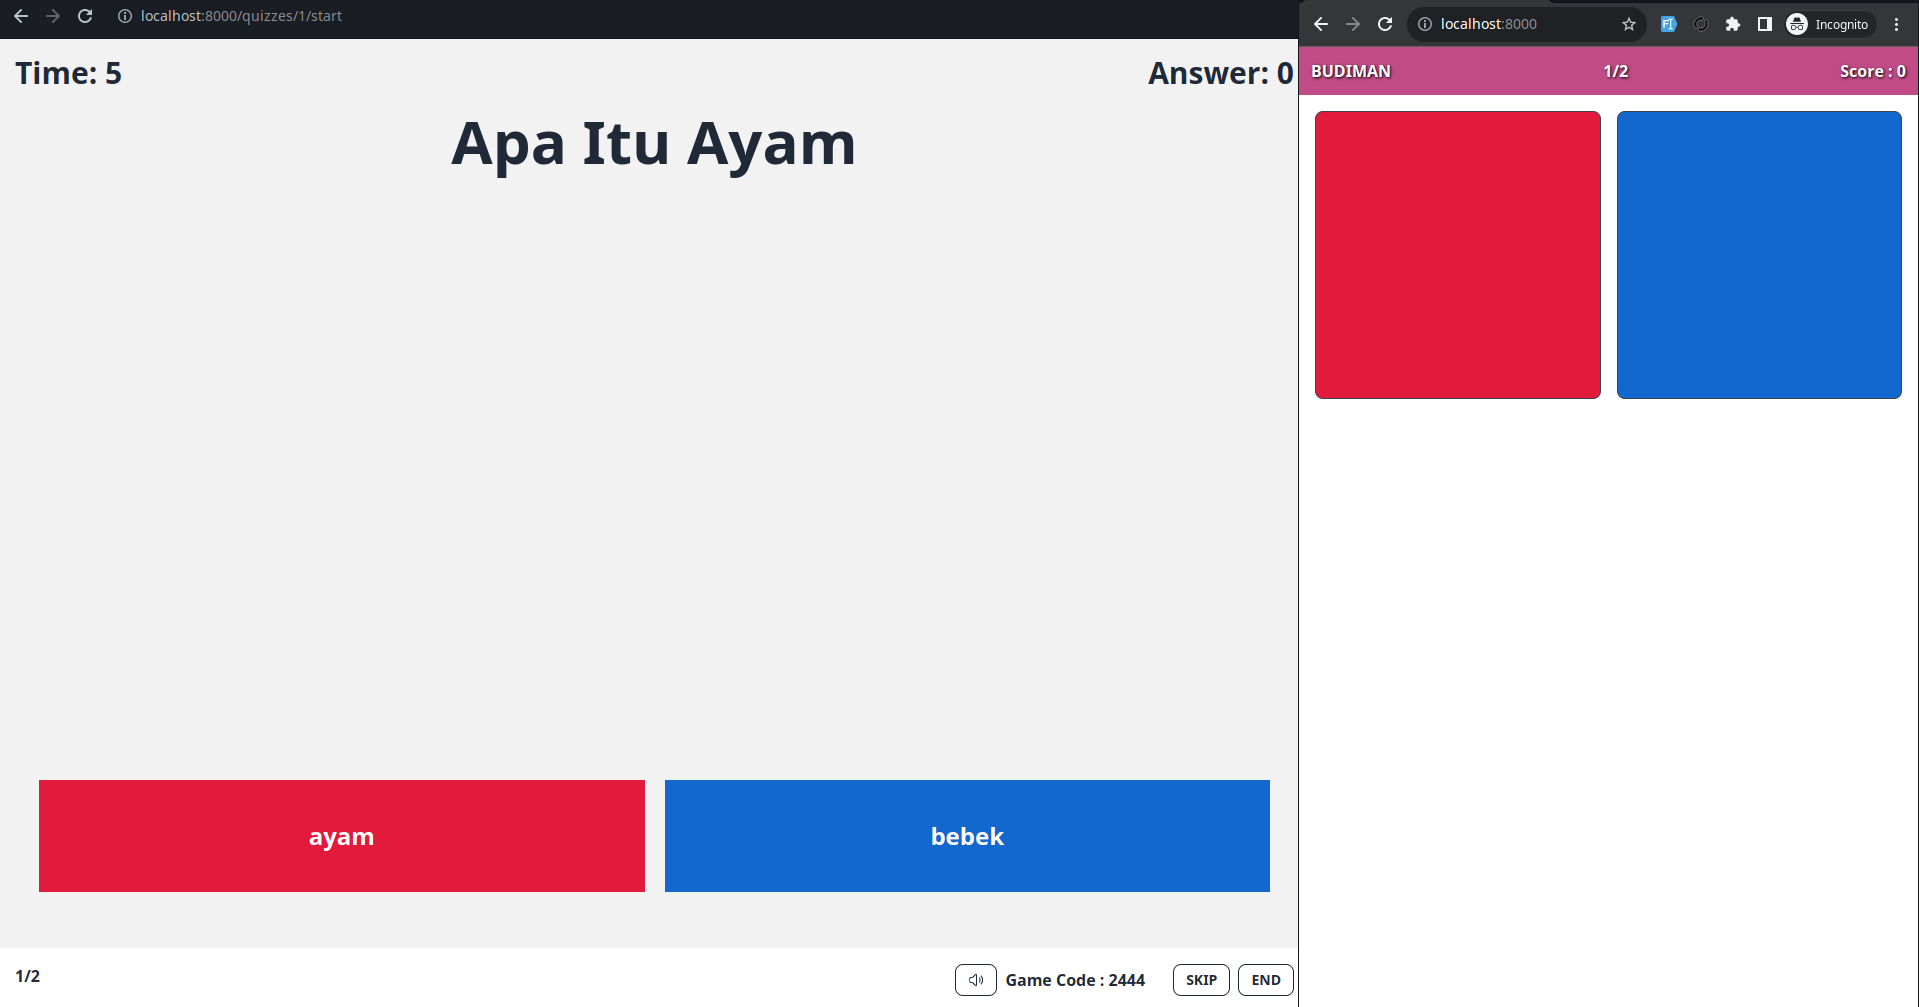 localhost:8000/quizzes/1/start
Time: 5
Answer: 0
Apa Itu Ayam
ayam
bebek
1/2
Game Code : 2444
SKIP
END
localhost:8000
Incognito
BUDIMAN
1/2
Score : 0